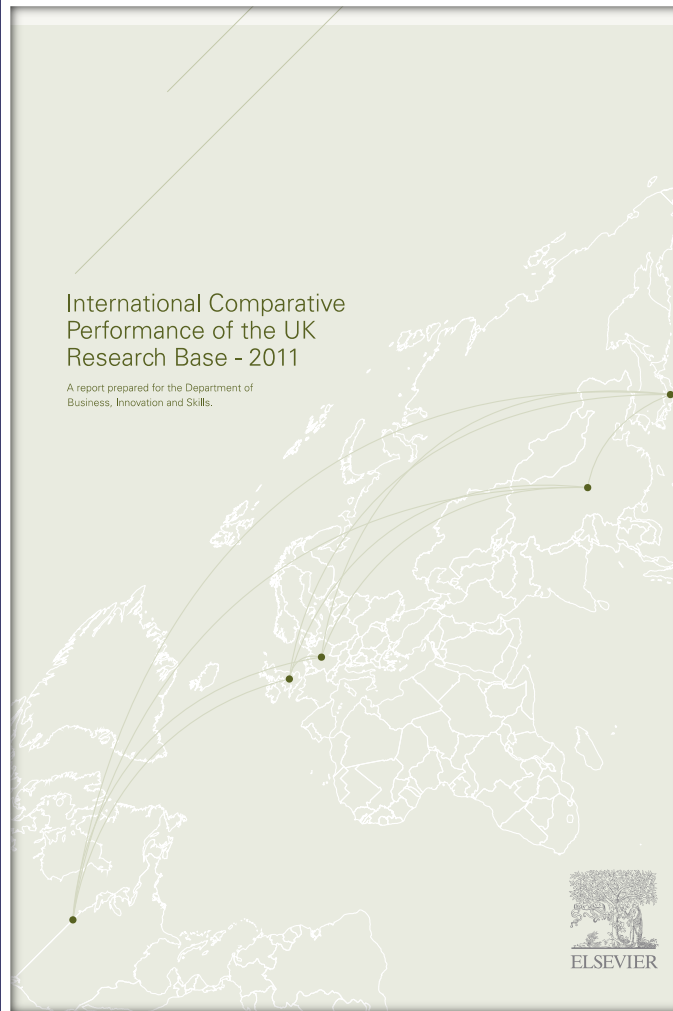 International Comparative
Performance of the UK
Research Base - 2011
A report prepared for the Department of
Business, Innovation and Skills.
ELSEVIER